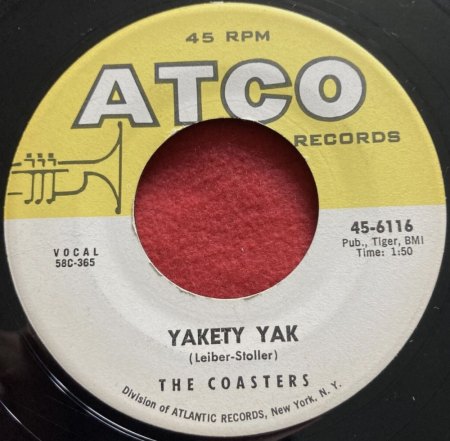 45 RPM
ATCO
RECORDS
VOCAL
58C-365
45-6116
Pub., Tiger, BMI
Time: 1:50
YAKETY YAK
(Leiber-Stoller)
THE COASTERS
Division of ATLANTIC RECORDS, New York, N. Y.